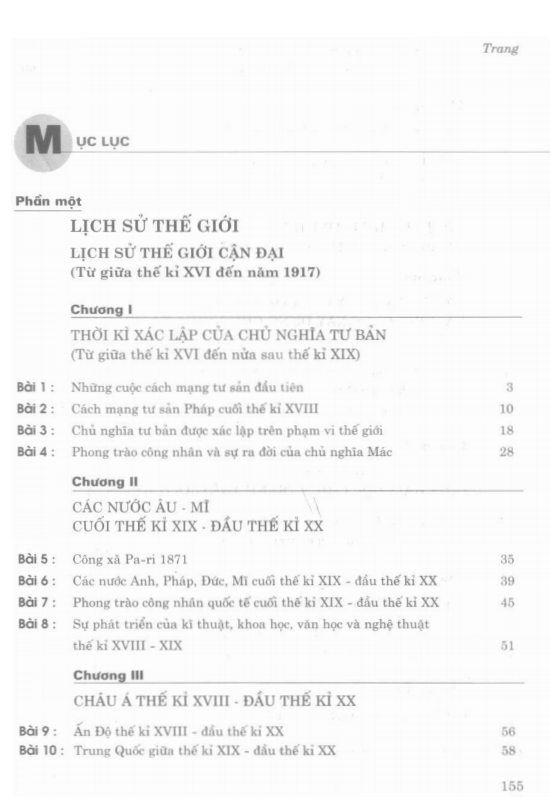 Trang
MỤC LỤC
Phần một
LỊCH SỬ THẾ GIỚI
LỊCH SỬ THẾ GIỚI CẬN ĐẠI
(Từ giữa thế kỉ XVI đến năm 1917)
Chương I
THỜI KÌ XÁC LẬP CỦA CHỦ NGHĨA TƯ BẢN
(Từ giữa thế kỉ XVI đến nửa sau thế kỉ XIX)
Bài 1 : Những cuộc cách mạng tư sản đầu tiên 3
Bài 2 : Cách mạng tư sản Pháp cuối thế kỉ XVIII 10
Bài 3 : Chủ nghĩa tư bản được xác lập trên phạm vi thế giới 18
Bài 4 : Phong trào công nhân và sự ra đời của chủ nghĩa Mác 28
Chương II
CÁC NƯỚC ÂU - MĨ
CUỐI THẾ KỈ XIX - ĐẦU THẾ KỈ XX
Bài 5 : Công xã Pa-ri 1871 35
Bài 6 : Các nước Anh, Pháp, Đức, Mĩ cuối thế kỉ XIX - đầu thế kỉ XX 39
Bài 7 : Phong trào công nhân quốc tế cuối thế kỉ XIX - đầu thế kỉ XX 45
Bài 8 : Sự phát triển của kĩ thuật, khoa học, văn học và nghệ thuật
thế kỉ XVIII - XIX 51
Chương III
CHÂU Á THẾ KỈ XVIII - ĐẦU THẾ KỈ XX
Bài 9 : Ấn Độ thế kỉ XVIII - đầu thế kỉ XX 56
Bài 10 : Trung Quốc giữa thế kỉ XIX - đầu thế kỉ XX 58
155